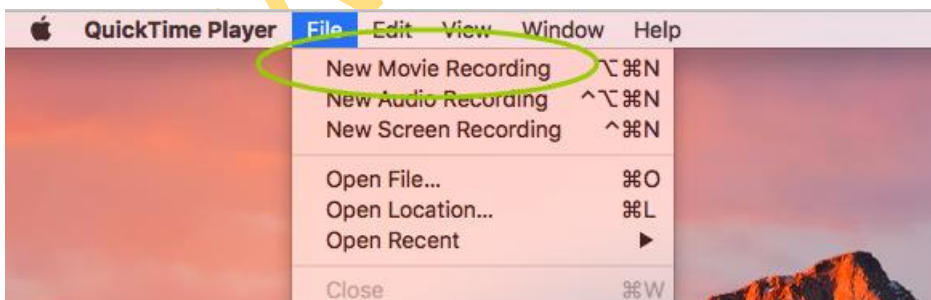 QuickTime Player File Edit View Window Help
New Movie Recording ⌥⌘N
New Audio Recording ^⌥⌘N
New Screen Recording ^⌘N
Open File... ⌘O
Open Location... ⌘L
Open Recent ▶
Close ⌘W